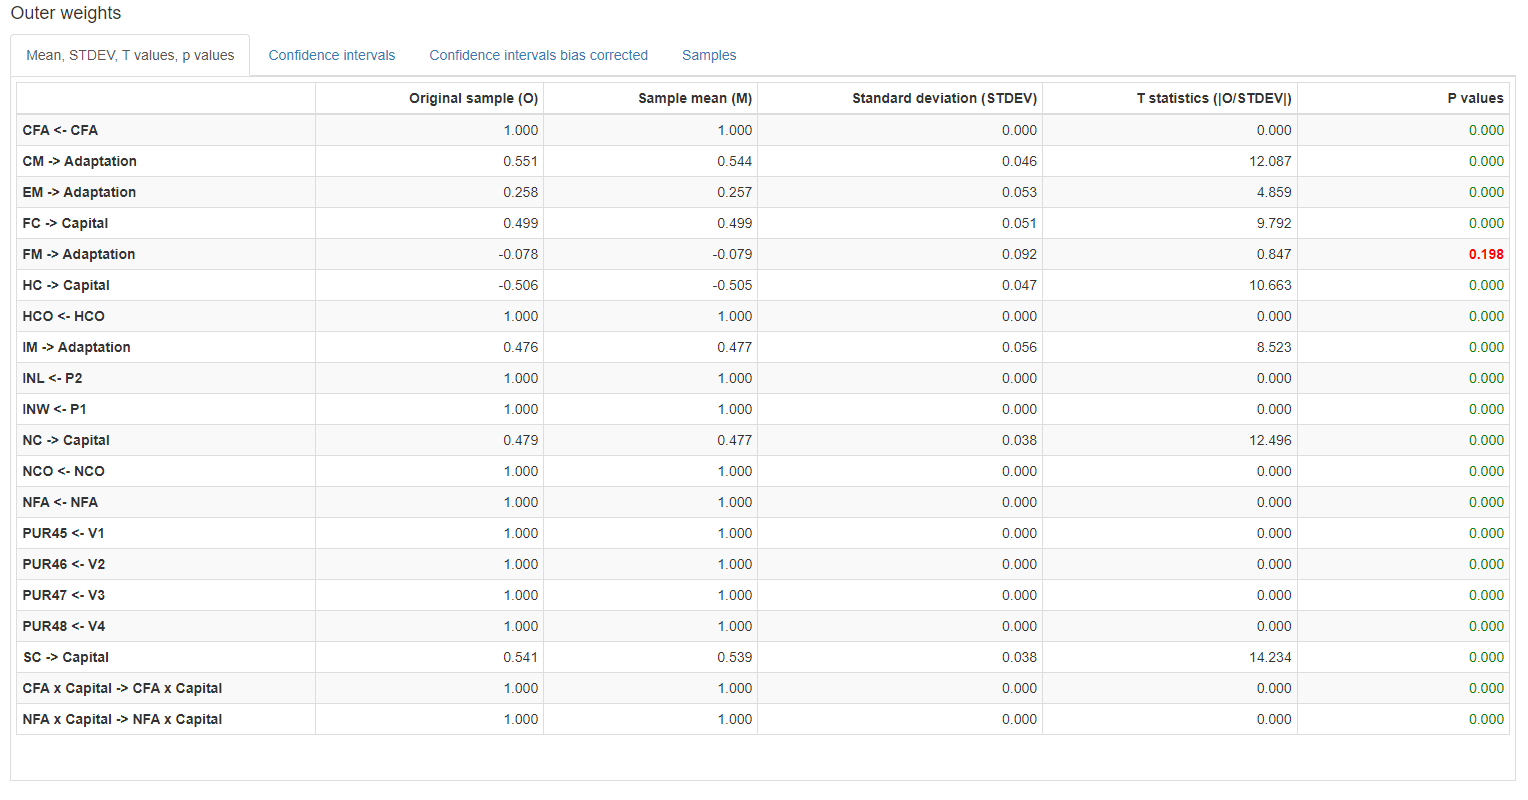 Outer weights
Mean, STDEV, T values, p values Confidence intervals Confidence intervals bias corrected Samples
Original sample (O) Sample mean (M) Standard deviation (STDEV) T statistics (|O/STDEV|) P values
CFA <- CFA 1.000 1.000 0.000 0.000 0.000
CM -> Adaptation 0.551 0.544 0.046 12.087 0.000
EM -> Adaptation 0.258 0.257 0.053 4.859 0.000
FC -> Capital 0.499 0.499 0.051 9.792 0.000
FM -> Adaptation -0.078 -0.079 0.092 0.847 0.198
HC -> Capital -0.506 -0.505 0.047 10.663 0.000
HCO <- HCO 1.000 1.000 0.000 0.000 0.000
IM -> Adaptation 0.476 0.477 0.056 8.523 0.000
INL <- P2 1.000 1.000 0.000 0.000 0.000
INW <- P1 1.000 1.000 0.000 0.000 0.000
NC -> Capital 0.479 0.477 0.038 12.496 0.000
NCO <- NCO 1.000 1.000 0.000 0.000 0.000
NFA <- NFA 1.000 1.000 0.000 0.000 0.000
PUR45 <- V1 1.000 1.000 0.000 0.000 0.000
PUR46 <- V2 1.000 1.000 0.000 0.000 0.000
PUR47 <- V3 1.000 1.000 0.000 0.000 0.000
PUR48 <- V4 1.000 1.000 0.000 0.000 0.000
SC -> Capital 0.541 0.539 0.038 14.234 0.000
CFA x Capital -> CFA x Capital 1.000 1.000 0.000 0.000 0.000
NFA x Capital -> NFA x Capital 1.000 1.000 0.000 0.000 0.000